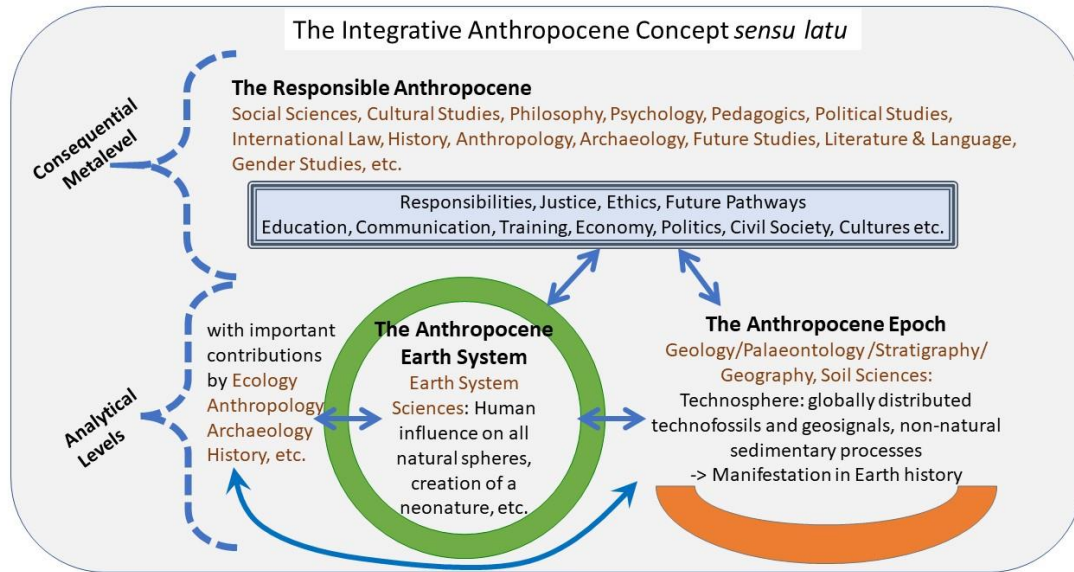 The Integrative Anthropocene Concept sensu latu
Consequential
Metalevel
The Responsible Anthropocene
Social Sciences, Cultural Studies, Philosophy, Psychology, Pedagogics, Political Studies,
International Law, History, Anthropology, Archaeology, Future Studies, Literature & Language,
Gender Studies, etc.
Responsibilities, Justice, Ethics, Future Pathways
Education, Communication, Training, Economy, Politics, Civil Society, Cultures etc.
Analytical
Levels
with important
contributions
by Ecology
Anthropology
Archaeology
History, etc.
The Anthropocene
Earth System
Earth System
Sciences: Human
influence on all
natural spheres,
creation of a
neonature, etc.
The Anthropocene Epoch
Geology/Palaeontology /Stratigraphy/
Geography, Soil Sciences:
Technosphere: globally distributed
technofossils and geosignals, non-natural
sedimentary processes
-> Manifestation in Earth history